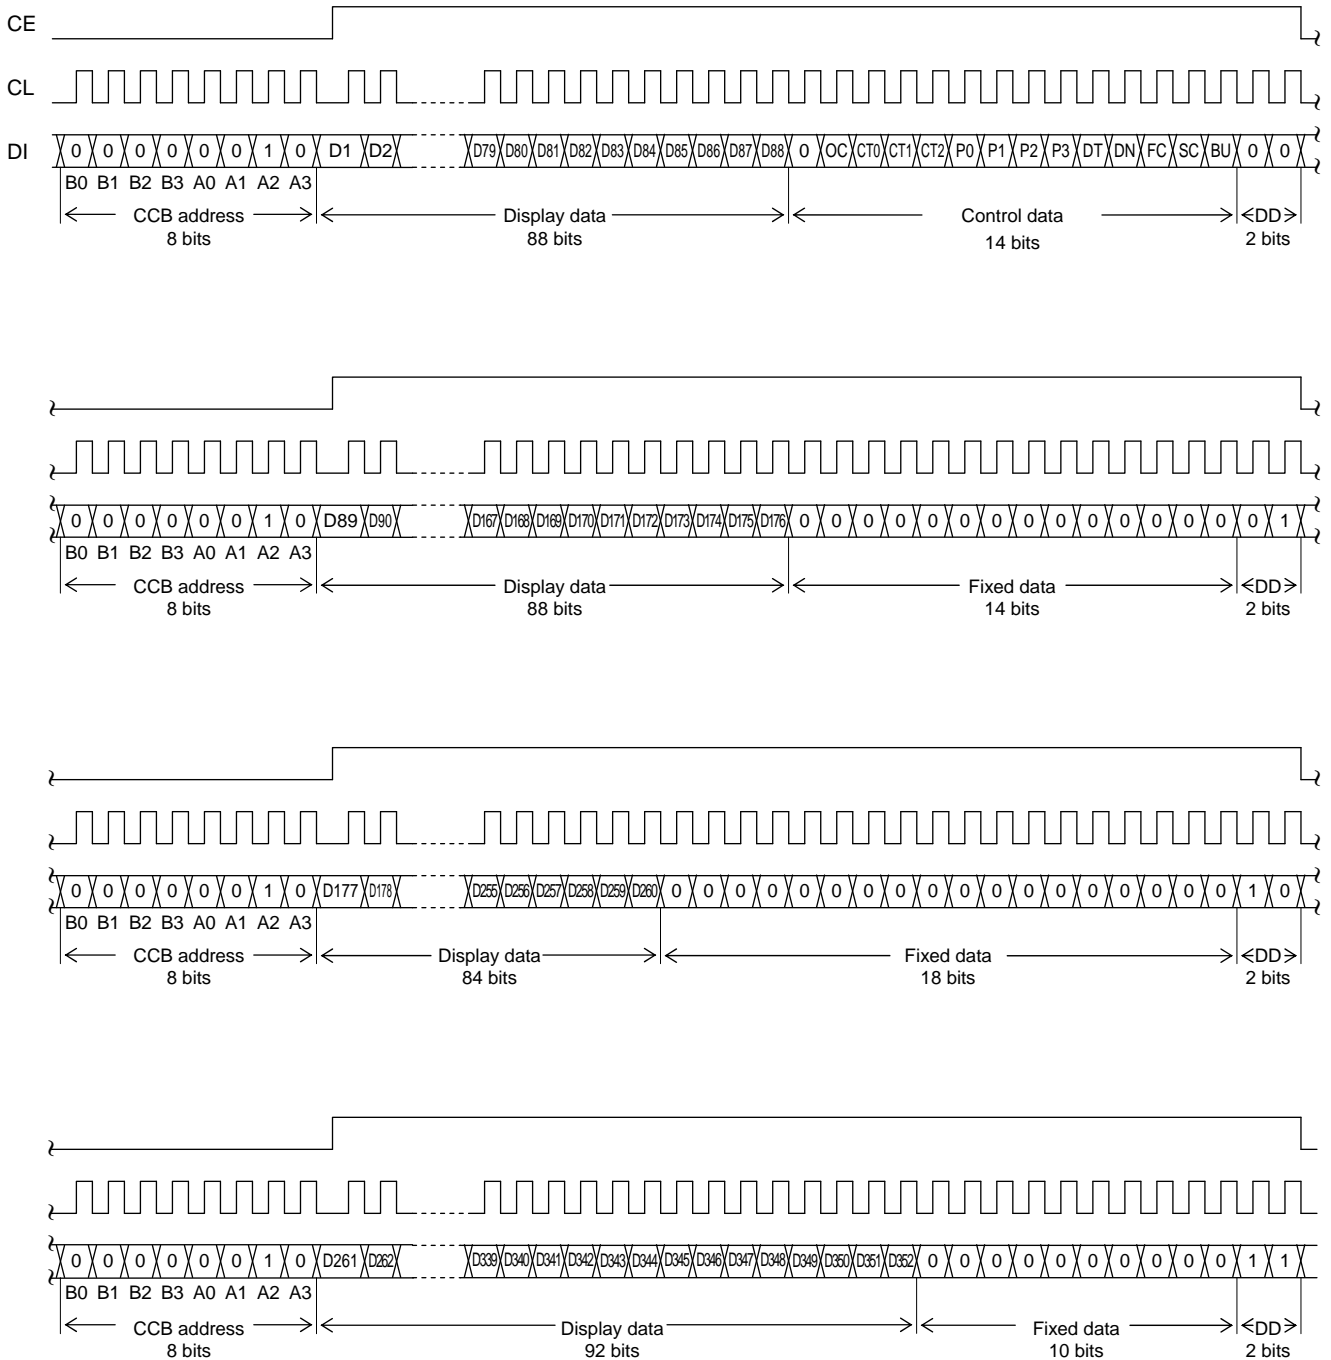 CE
CL
DI 0 0 0 0 0 0 1 0 D1 D2 D79 D80 D81 D82 D83 D84 D85 D86 D87 D88 0 OC CT0 CT1 CT2 P0 P1 P2 P3 DT DN FC SC BU 0 0
B0 B1 B2 B3 A0 A1 A2 A3
CCB address Display data Control data DD
8 bits 88 bits 14 bits 2 bits
0 0 0 0 0 0 1 0 D89 D90 D167 D168 D169 D170 D171 D172 D173 D174 D175 D176 0 0 0 0 0 0 0 0 0 0 0 0 0 0 0 1
B0 B1 B2 B3 A0 A1 A2 A3
CCB address Display data Fixed data DD
8 bits 88 bits 14 bits 2 bits
0 0 0 0 0 0 1 0 D177 D178 D255 D256 D257 D258 D259 D260 0 0 0 0 0 0 0 0 0 0 0 0 0 0 0 0 0 0 1 0
B0 B1 B2 B3 A0 A1 A2 A3
CCB address Display data Fixed data DD
8 bits 84 bits 18 bits 2 bits
0 0 0 0 0 0 1 0 D261 D262 D339 D340 D341 D342 D343 D344 D345 D346 D347 D348 D349 D350 D351 D352 0 0 0 0 0 0 0 0 0 0 1 1
B0 B1 B2 B3 A0 A1 A2 A3
CCB address Display data Fixed data DD
8 bits 92 bits 10 bits 2 bits